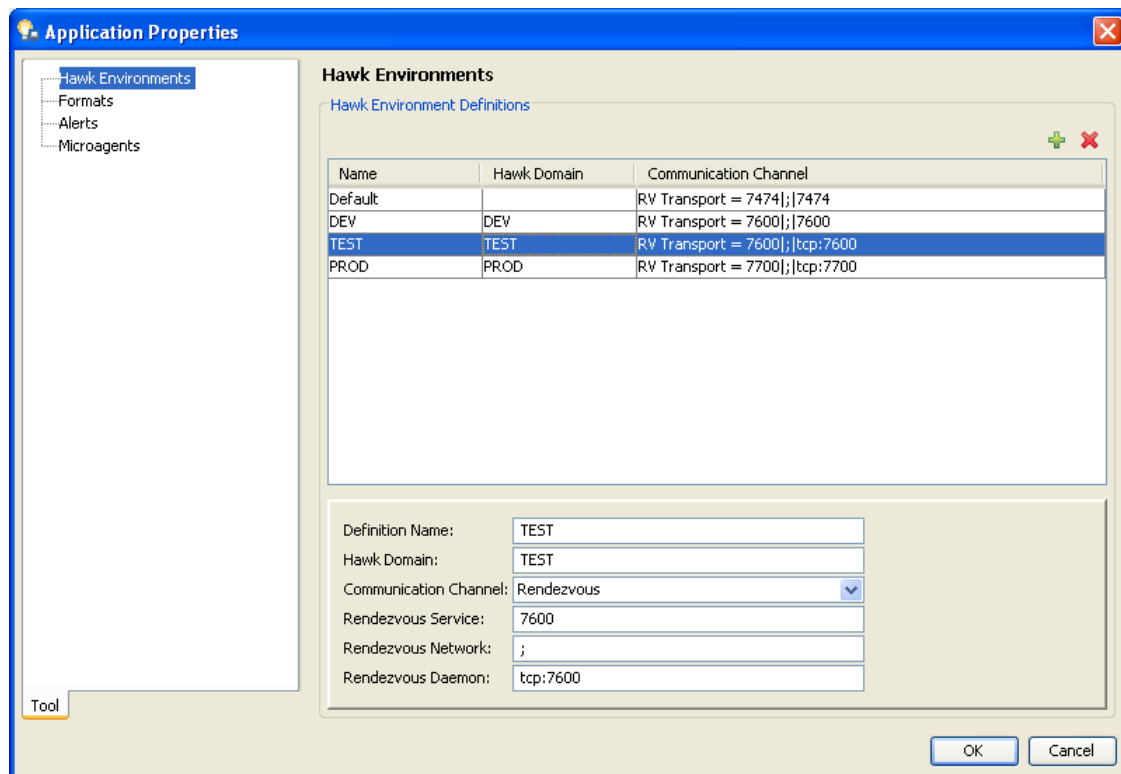 Application Properties
Hawk Environments
Formats
Alerts
Microagents
Tool
Hawk Environments
Hawk Environment Definitions
Name Hawk Domain Communication Channel
Default RV Transport = 7474|;|7474
DEV DEV RV Transport = 7600|;|7600
TEST TEST RV Transport = 7600|;|tcp:7600
PROD PROD RV Transport = 7700|;|tcp:7700
Definition Name: TEST
Hawk Domain: TEST
Communication Channel: Rendezvous
Rendezvous Service: 7600
Rendezvous Network: ;
Rendezvous Daemon: tcp:7600
OK Cancel